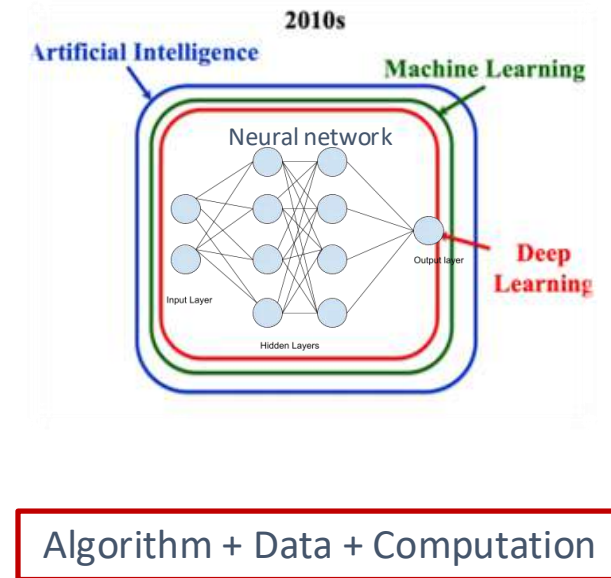 2010s
Artificial Intelligence
Machine Learning
Neural network
Output layer
Deep
Learning
Input Layer
Hidden Layers
Algorithm + Data + Computation